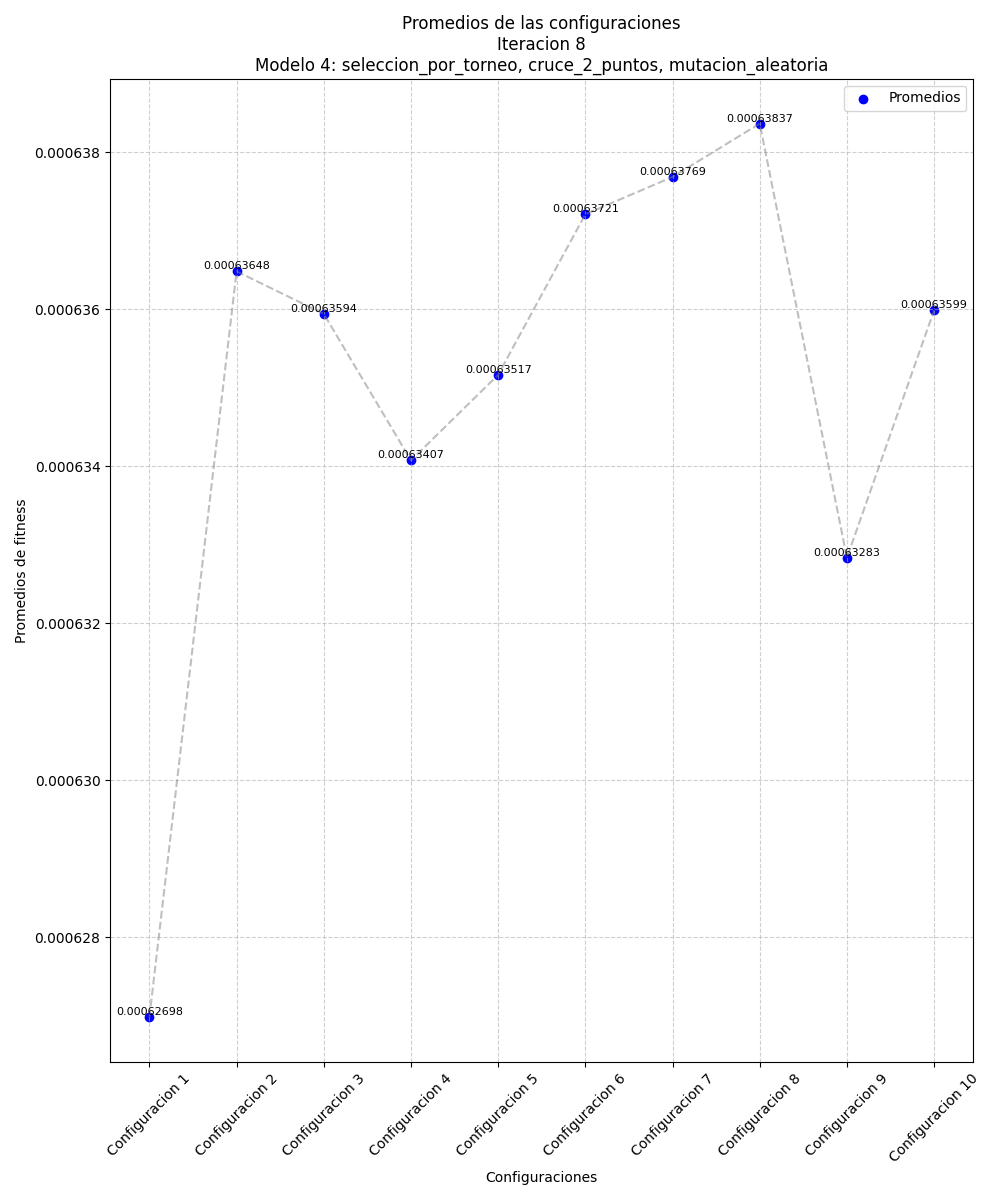 Promedios de las configuraciones
Iteracion 8
Modelo 4: seleccion_por_torneo, cruce_2_puntos, mutacion_aleatoria
Promedios
0.00063837
0.000638
0.00063769
0.00063721
0.00063648
0.00063594
0.00063599
0.000636
0.00063517
0.00063407
0.000634
0.00063283
0.000632
0.000630
0.000628
0.00062698
Promedios de fitness
Configuracion 1
Configuracion 2
Configuracion 3
Configuracion 4
Configuracion 5
Configuracion 6
Configuracion 7
Configuracion 8
Configuracion 9
Configuracion 10
Configuraciones